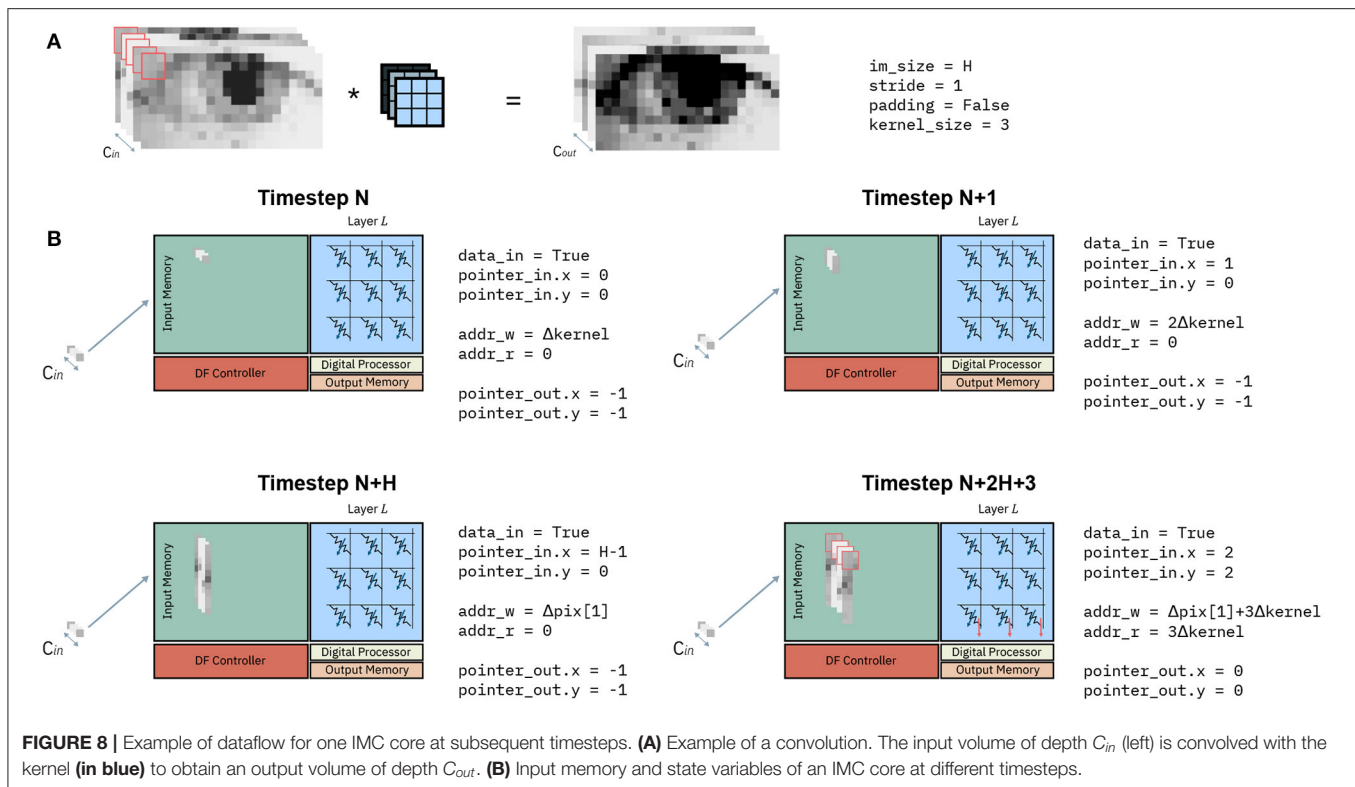 A
*
=
im_size = H
stride = 1
padding = False
kernel_size = 3
Cin
Cout
B
Timestep N
Layer L
Input Memory
Cin
DF Controller
Digital Processor
Output Memory
data_in = True
pointer_in.x = 0
pointer_in.y = 0
addr_w = Δkernel
addr_r = 0
pointer_out.x = -1
pointer_out.y = -1
Timestep N+1
Layer L
Input Memory
Cin
DF Controller
Digital Processor
Output Memory
data_in = True
pointer_in.x = 1
pointer_in.y = 0
addr_w = 2Δkernel
addr_r = 0
pointer_out.x = -1
pointer_out.y = -1
Timestep N+H
Layer L
Input Memory
Cin
DF Controller
Digital Processor
Output Memory
data_in = True
pointer_in.x = H-1
pointer_in.y = 0
addr_w = Δpix[1]
addr_r = 0
pointer_out.x = -1
pointer_out.y = -1
Timestep N+2H+3
Layer L
Input Memory
Cin
DF Controller
Digital Processor
Output Memory
data_in = True
pointer_in.x = 2
pointer_in.y = 2
addr_w = Δpix[1]+3Δkernel
addr_r = 3Δkernel
pointer_out.x = 0
pointer_out.y = 0
FIGURE 8 | Example of dataflow for one IMC core at subsequent timesteps. (A) Example of a convolution. The input volume of depth Cin (left) is convolved with the
kernel (in blue) to obtain an output volume of depth Cout. (B) Input memory and state variables of an IMC core at different timesteps.